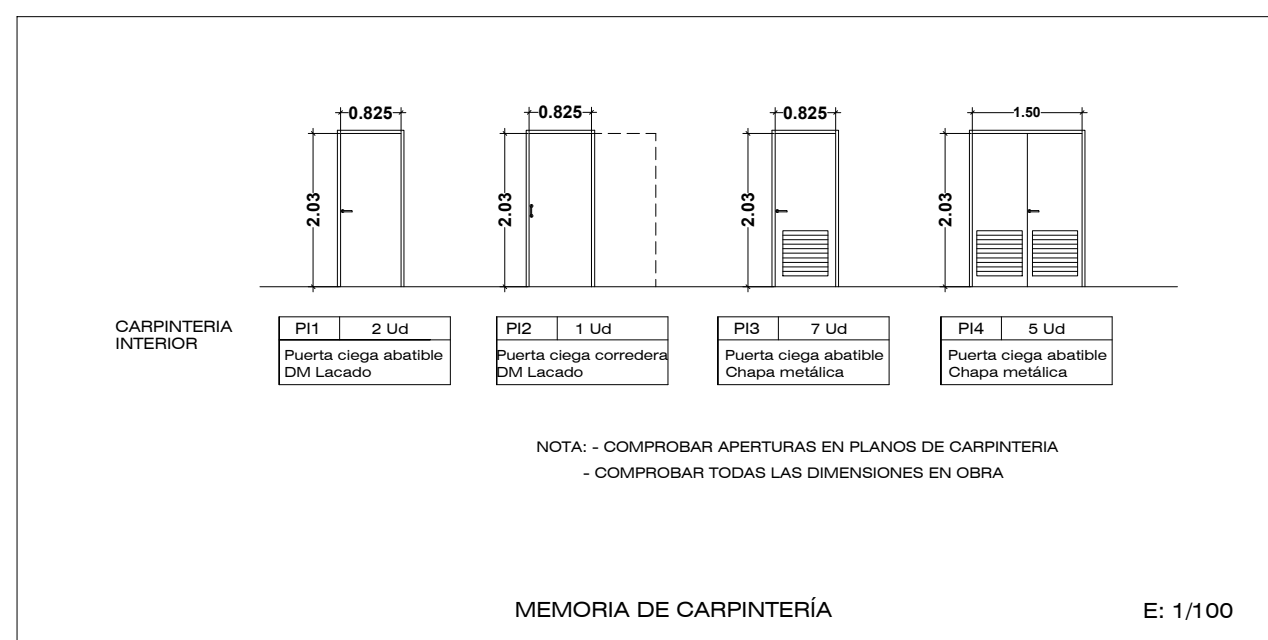 0.825
0.825
0.825
1.50
2.03
2.03
2.03
2.03
CARPINTERIA
INTERIOR
PI1 2 Ud
Puerta ciega abatible
DM Lacado
PI2 1 Ud
Puerta ciega corredera
DM Lacado
PI3 7 Ud
Puerta ciega abatible
Chapa metálica
PI4 5 Ud
Puerta ciega abatible
Chapa metálica
NOTA: - COMPROBAR APERTURAS EN PLANOS DE CARPINTERIA
- COMPROBAR TODAS LAS DIMENSIONES EN OBRA
MEMORIA DE CARPINTERÍA
E: 1/100